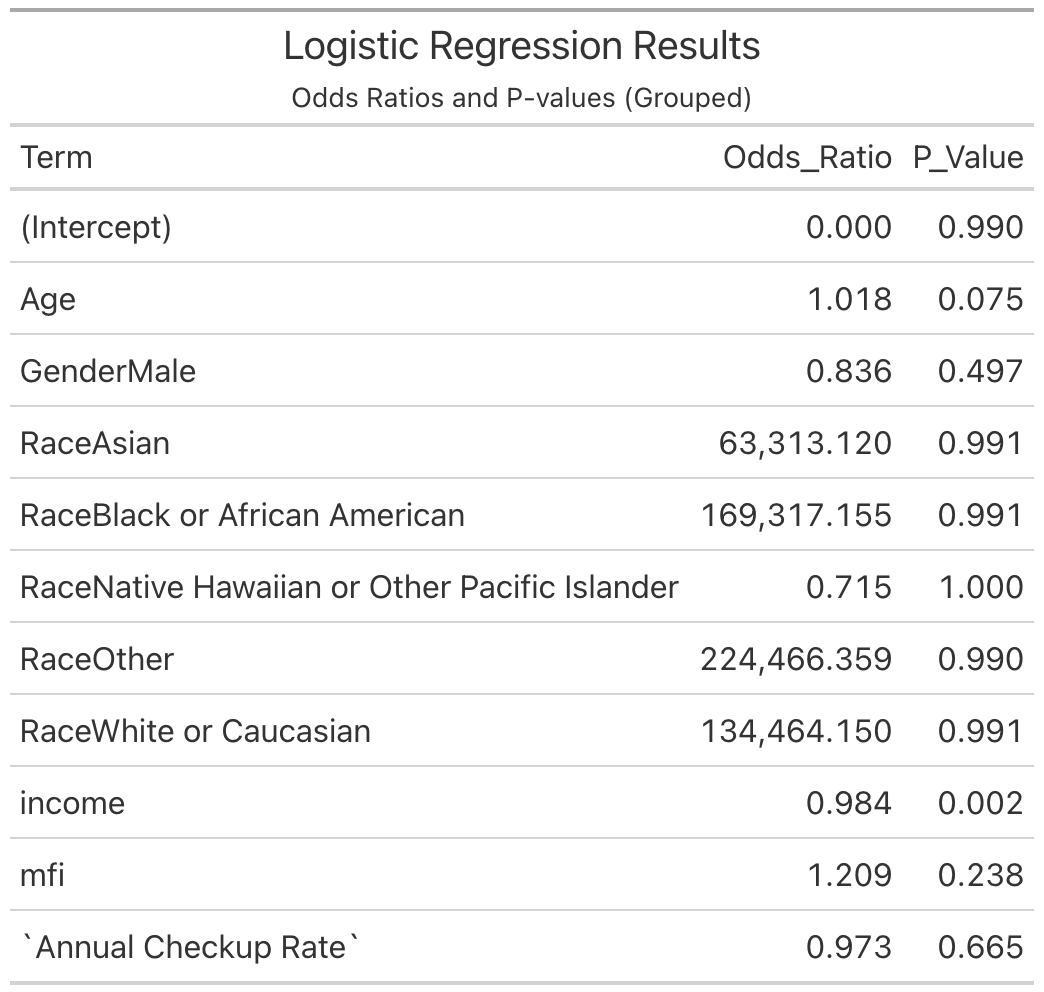 Logistic Regression Results
Odds Ratios and P-values (Grouped)
Term Odds_Ratio P_Value
(Intercept) 0.000 0.990
Age 1.018 0.075
GenderMale 0.836 0.497
RaceAsian 63,313.120 0.991
RaceBlack or African American 169,317.155 0.991
RaceNative Hawaiian or Other Pacific Islander 0.715 1.000
RaceOther 224,466.359 0.990
RaceWhite or Caucasian 134,464.150 0.991
income 0.984 0.002
mfi 1.209 0.238
`Annual Checkup Rate` 0.973 0.665